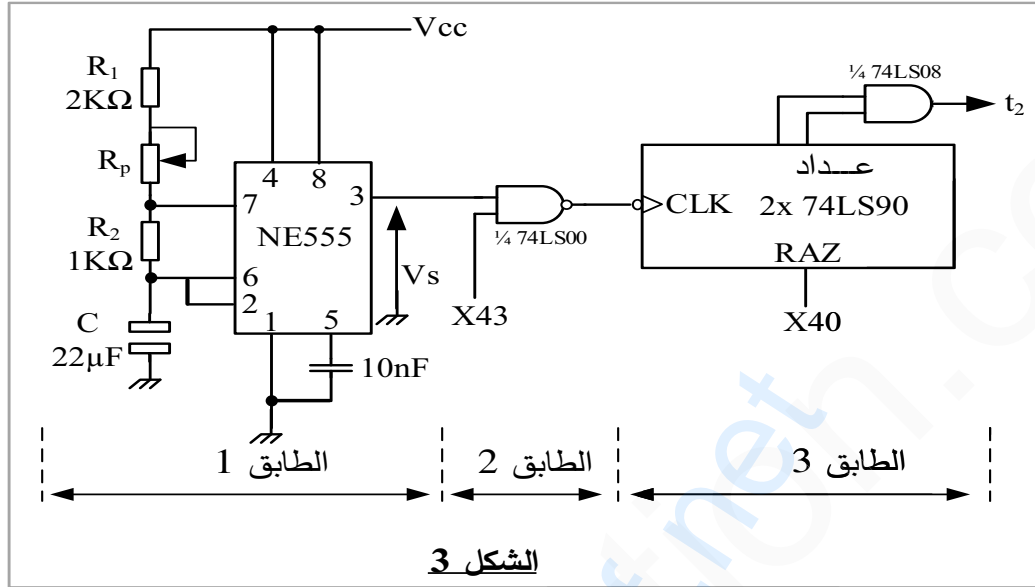 Vcc
R₁
2KΩ
¼ 74LS08
t₂
Rₚ
4
8
3
عـــداد
7
CLK
2x 74LS90
R₂
1KΩ
NE555
¼ 74LS00
6
Vs
RAZ
2
X43
X40
C
22µF
1
5
10nF
الطابق 1
الطابق 2
الطابق 3
الشكل 3